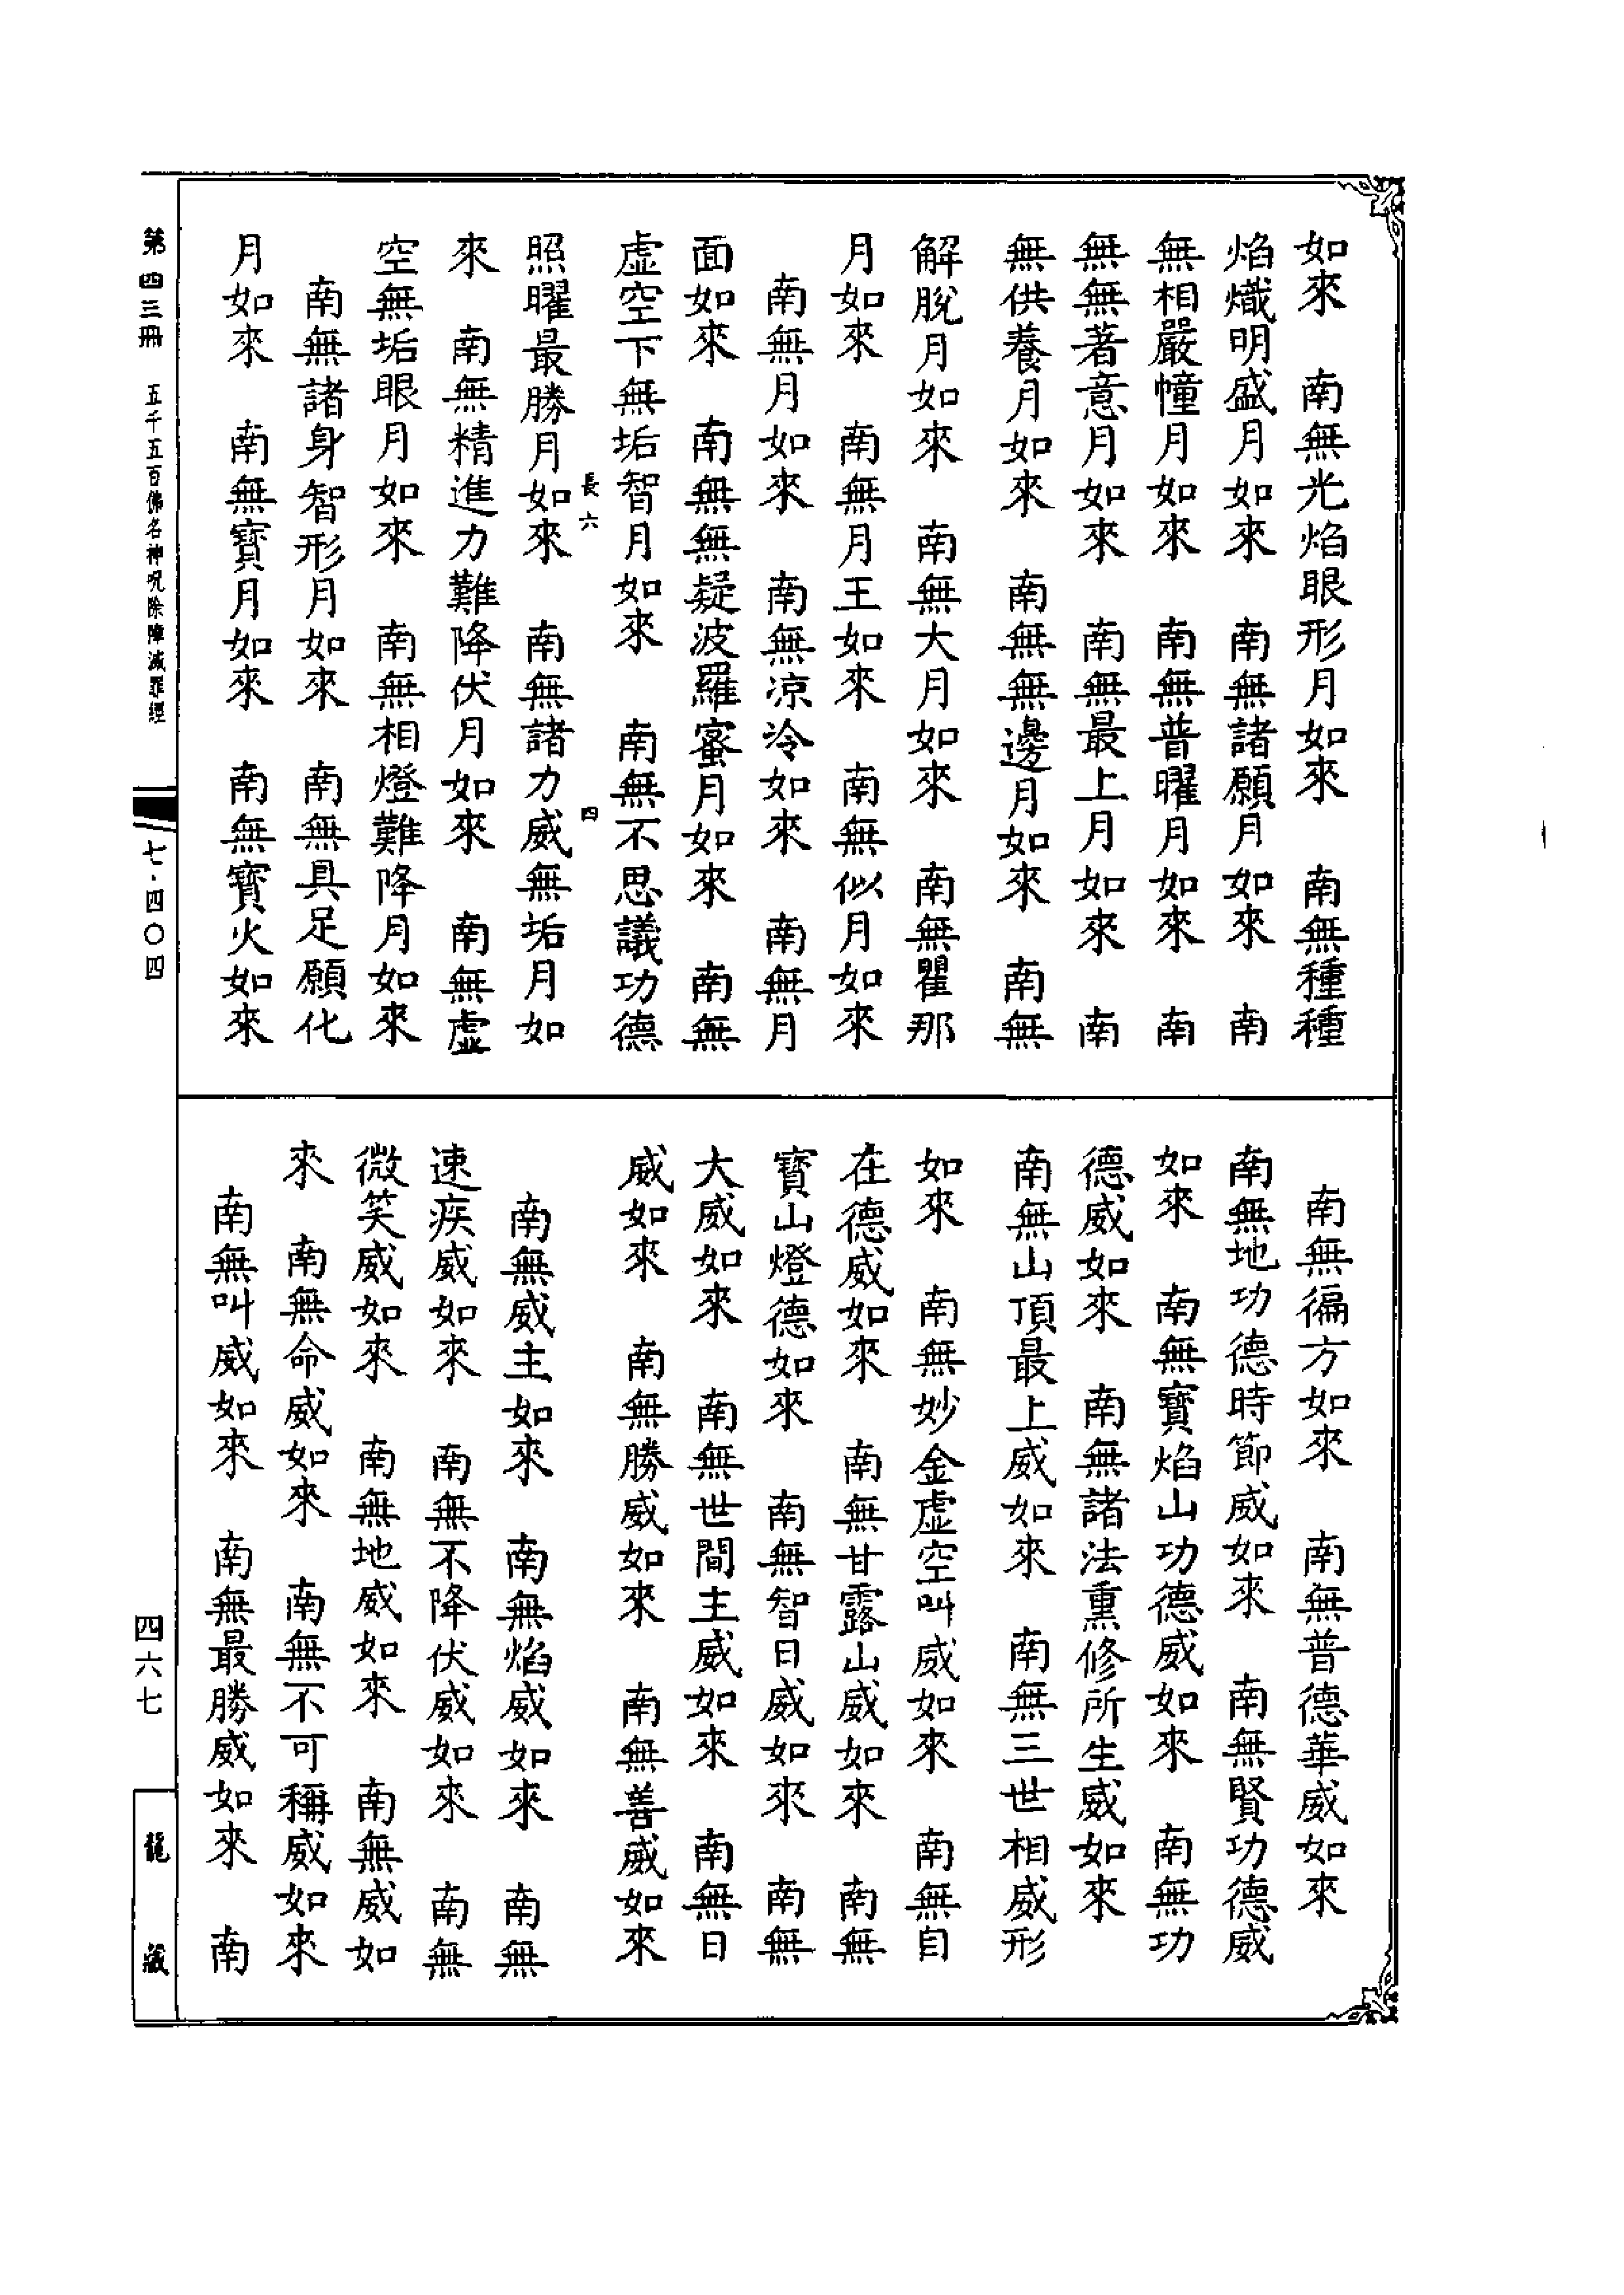 如來　南無光焰眼形月如來　南無種種
焰熾明盛月如來　南無諸願月如來　南
無相嚴幢月如來　南無普曜月如來　南
無無著意月如來　南無最上月如來　南
無供養月如來　南無無邊月如來　南無
解脫月如來　南無大月如來　南無瞿那
月如來　南無月王如來　南無似月如來
　南無月如來　南無凉冷如來　南無月
面如來　南無無疑波羅蜜月如來　南無
虛空下無垢智月如來　南無不思議功德
長六　四
照曜最勝月如來　南無諸力威無垢月如
來　南無精進力難降伏月如來　南無虛
空無垢眼月如來　南無相燈難降月如來
　南無諸身智形月如來　南無具足願化
月如來　南無寶月如來　南無寶火如來
　南無徧方如來　南無普德華威如來
南無地功德時節威如來　南無賢功德威
如來　南無寶焰山功德威如來　南無功
德威如來　南無諸法熏修所生威如來
南無山頂最上威如來　南無三世相威形
如來　南無妙金虛空叫威如來　南無自
在德威如來　南無甘露山威如來　南無
寶山燈德如來　南無智日威如來　南無
大威如來　南無世間主威如來　南無日
威如來　南無勝威如來　南無善威如來
　南無威主如來　南無焰威如來　南無
速疾威如來　南無不降伏威如來　南無
微笑威如來　南無地威如來　南無威如
來　南無命威如來　南無不可稱威如來
　南無叫威如來　南無最勝威如來　南
第四三冊　五千五百佛名神呪除障滅罪經
七·四〇四
四六七
龍藏